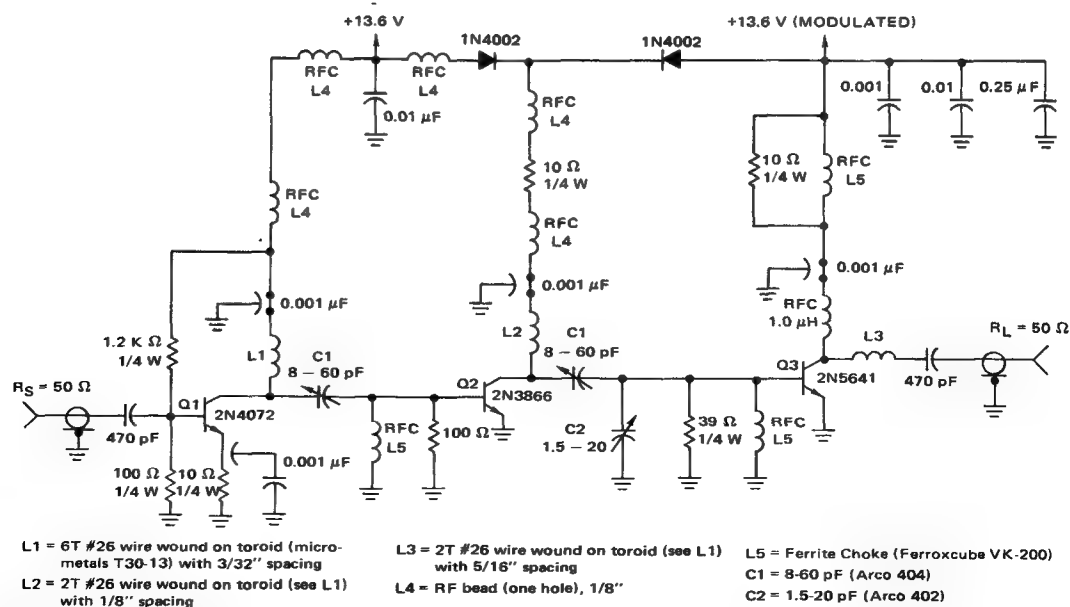 +13.6 V
+13.6 V (MODULATED)
1N4002
1N4002
RFC
L4
RFC
L4
0.01 µF
RFC
L4
0.001
0.01
0.25 µF
10 Ω
1/4 W
10 Ω
1/4 W
RFC
L5
RFC
L4
RFC
L4
0.001 µF
0.001 µF
0.001 µF
RFC
1.0 µH
1.2 K Ω
1/4 W
L1
C1
8 – 60 pF
L2
C1
8 – 60 pF
L3
RL = 50 Ω
RS = 50 Ω
Q1
2N4072
Q2
2N3866
Q3
2N5641
470 pF
470 pF
100 Ω
1/4 W
10 Ω
1/4 W
0.001 µF
RFC
L5
100 Ω
C2
1.5 – 20
39 Ω
1/4 W
RFC
L5
L1 = 6T #26 wire wound on toroid (micro-
metals T30-13) with 3/32" spacing
L2 = 2T #26 wire wound on toroid (see L1)
with 1/8" spacing
L3 = 2T #26 wire wound on toroid (see L1)
with 5/16" spacing
L4 = RF bead (one hole), 1/8"
L5 = Ferrite Choke (Ferroxcube VK-200)
C1 = 8-60 pF (Arco 404)
C2 = 1.5-20 pF (Arco 402)